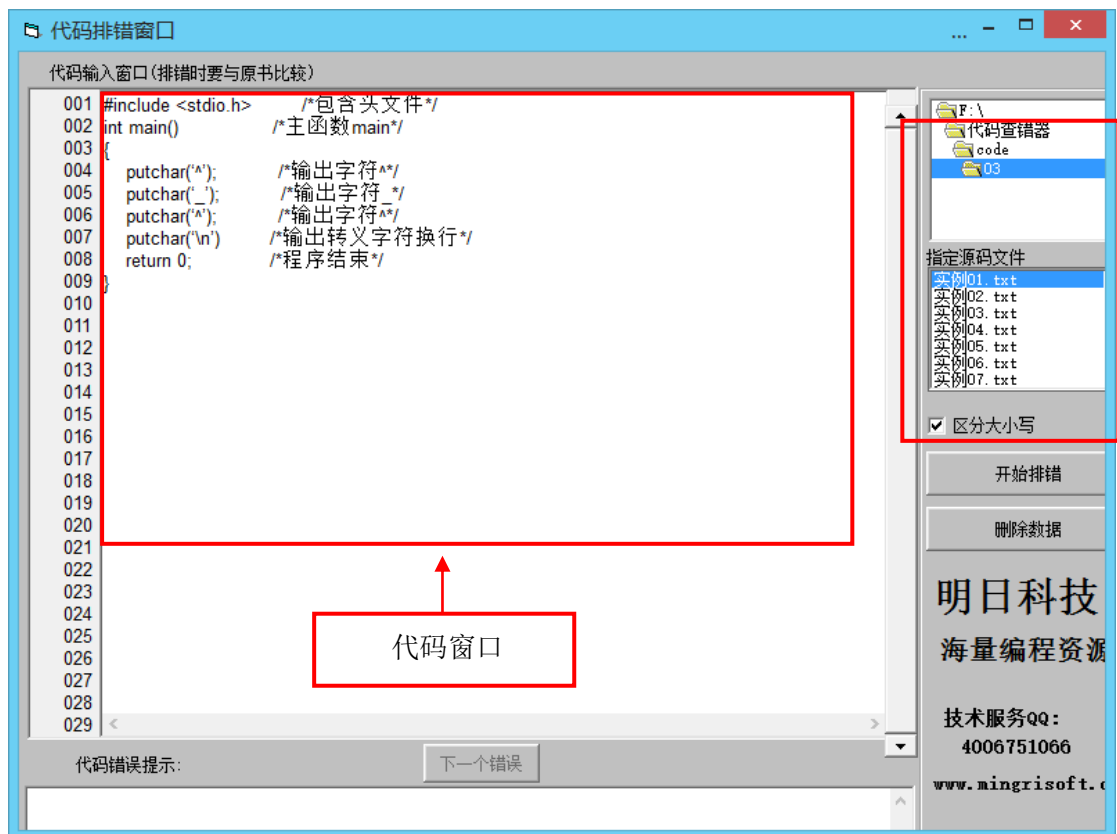 代码排错窗口
...
代码输入窗口(排错时要与原书比较)
001 #include <stdio.h> /*包含头文件*/
002 int main() /*主函数main*/
003 {
004 putchar('^'); /*输出字符^*/
005 putchar('_'); /*输出字符_*/
006 putchar('^'); /*输出字符^*/
007 putchar('\n') /*输出转义字符换行*/
008 return 0; /*程序结束*/
009 }
010
011
012
013
014
015
016
017
018
019
020
021
022
023
024
025
026
027
028
029
代码窗口
F:\
代码查错器
code
03
指定源码文件
实例01.txt
实例02.txt
实例03.txt
实例04.txt
实例05.txt
实例06.txt
实例07.txt
区分大小写
开始排错
删除数据
明日科技
海量编程资源
技术服务QQ:
4006751066
www.mingrisoft.c
代码错误提示:
下一个错误